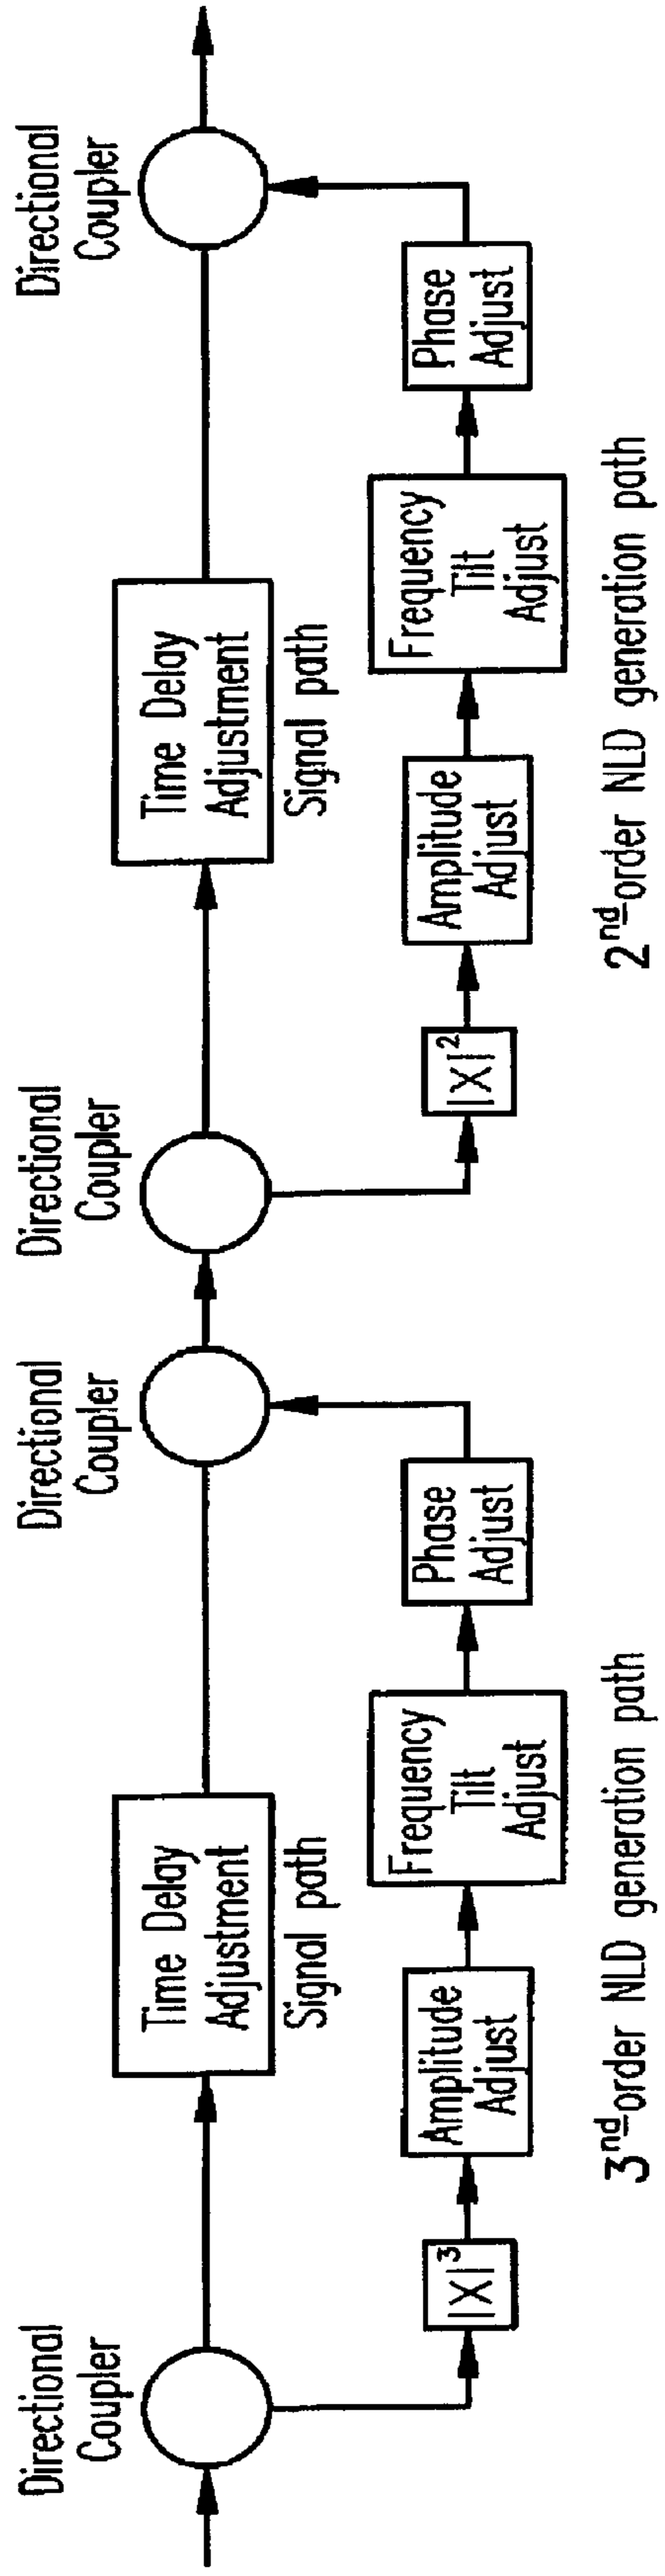 Directional
Coupler
Time Delay
Adjustment
Signal path
|X|³
Amplitude
Adjust
Frequency
Tilt
Adjust
Phase
Adjust
Directional
Coupler
3ⁿᵈ order NLD generation path
Directional
Coupler
Time Delay
Adjustment
Signal path
|X|²
Amplitude
Adjust
Frequency
Tilt
Adjust
Phase
Adjust
Directional
Coupler
2ⁿᵈ order NLD generation path